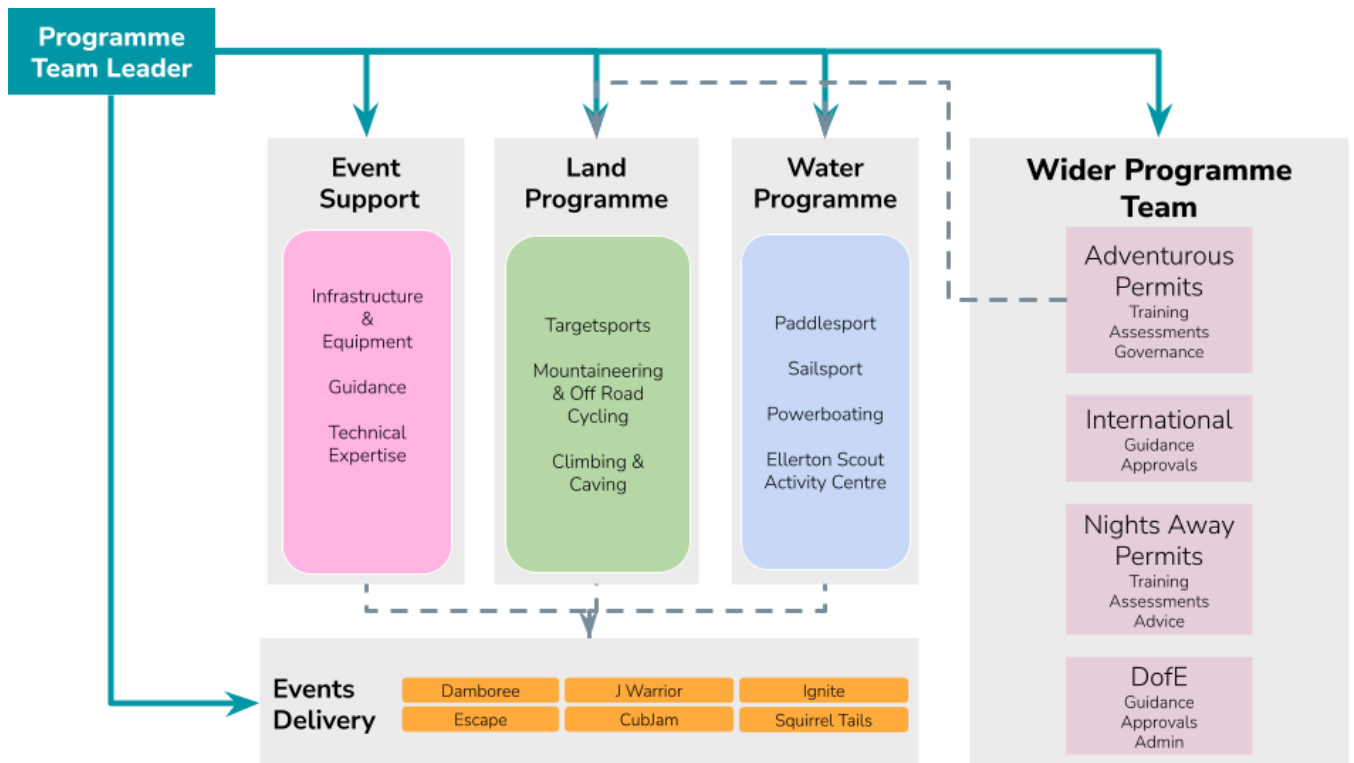 Programme
Team Leader
Event
Support
Infrastructure
&
Equipment
Guidance
Technical
Expertise
Land
Programme
Targetsports
Mountaineering
& Off Road
Cycling
Climbing &
Caving
Water
Programme
Paddlesport
Sailsport
Powerboating
Ellerton Scout
Activity Centre
Wider Programme
Team
Adventurous
Permits
Training
Assessments
Governance
International
Guidance
Approvals
Nights Away
Permits
Training
Assessments
Advice
DofE
Guidance
Approvals
Admin
Events
Delivery
Damboree
J Warrior
Ignite
Escape
CubJam
Squirrel Tails